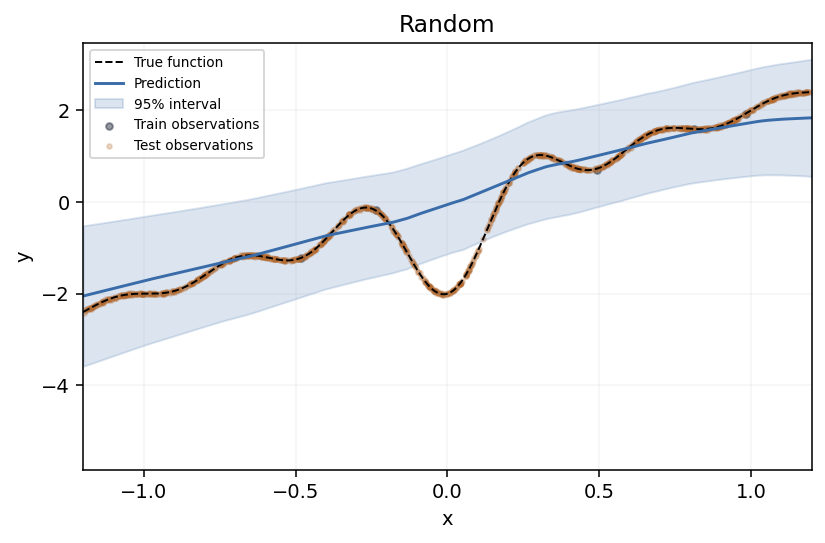 Random
True function
Prediction
95% interval
Train observations
Test observations
2
0
−2
−4
y
−1.0
−0.5
0.0
0.5
1.0
x